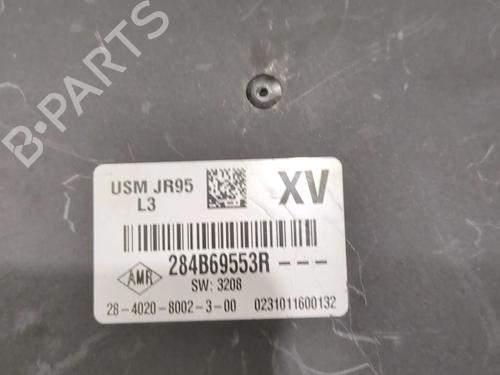 B-PARTS
USM JR95
L3
XV
284B69553R---
AMR
SW: 3208
28-4020-8002-3-00 0231011600132